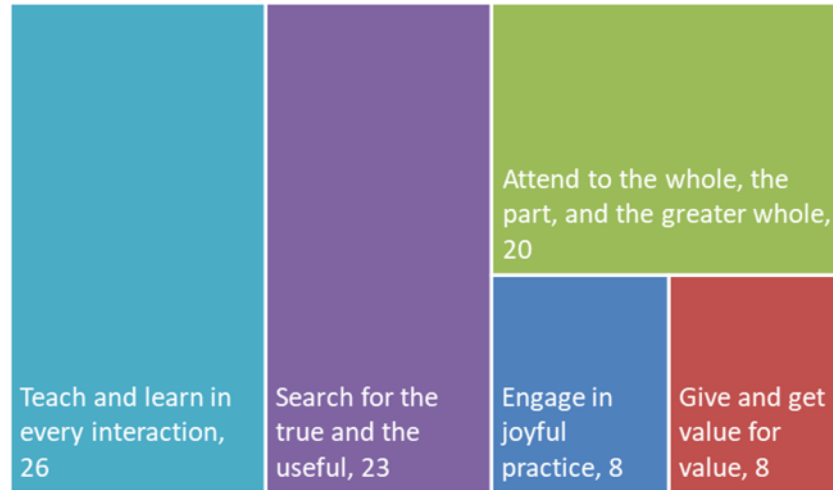 Teach and learn in
every interaction,
26
Search for the
true and the
useful, 23
Attend to the whole, the
part, and the greater whole,
20
Engage in
joyful
practice, 8
Give and get
value for
value, 8